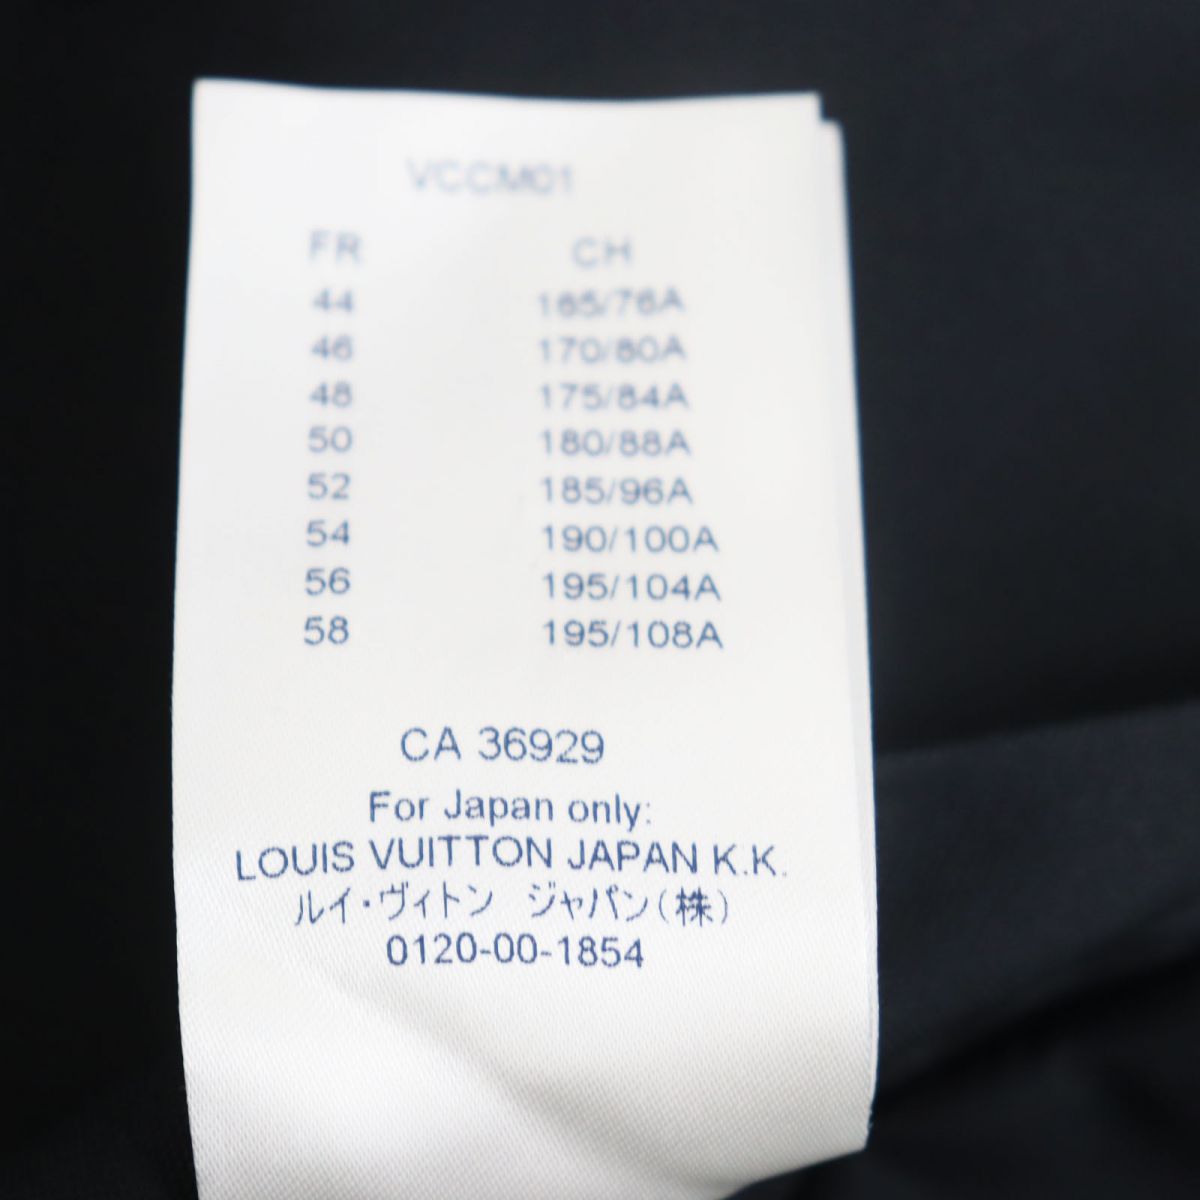 VCCM01
FR CH
44 165/76A
46 170/80A
48 175/84A
50 180/88A
52 185/96A
54 190/100A
56 195/104A
58 195/108A
CA 36929
For Japan only:
LOUIS VUITTON JAPAN K.K.
ルイ・ヴィトン ジャパン(株)
0120-00-1854